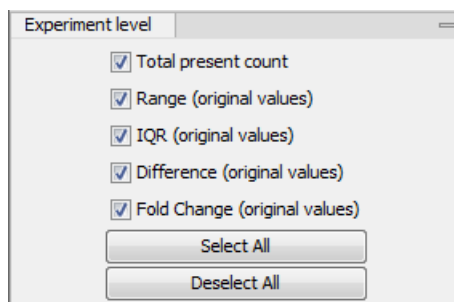 Experiment level
Total present count
Range (original values)
IQR (original values)
Difference (original values)
Fold Change (original values)
Select All
Deselect All